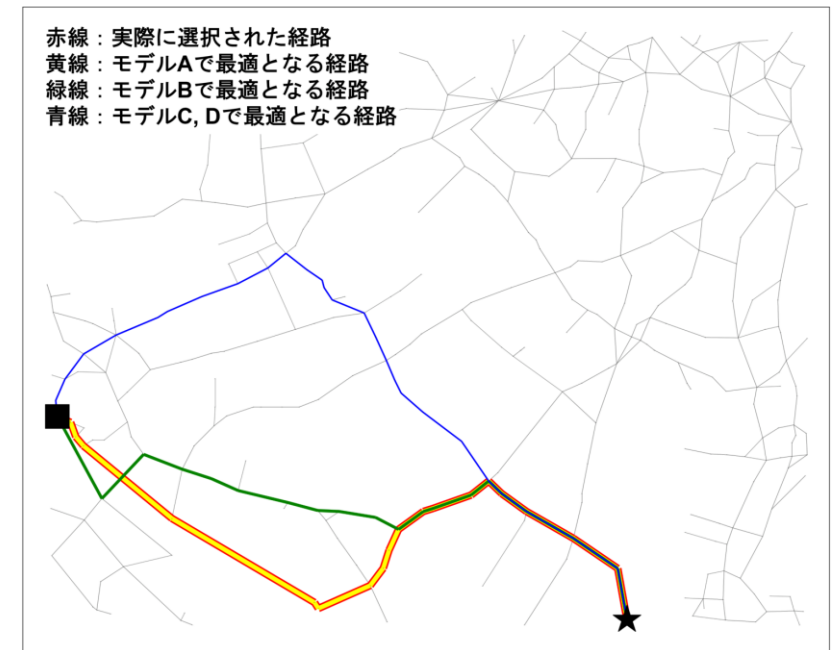 赤線：実際に選択された経路
黄線：モデルAで最適となる経路
緑線：モデルBで最適となる経路
青線：モデルC, Dで最適となる経路